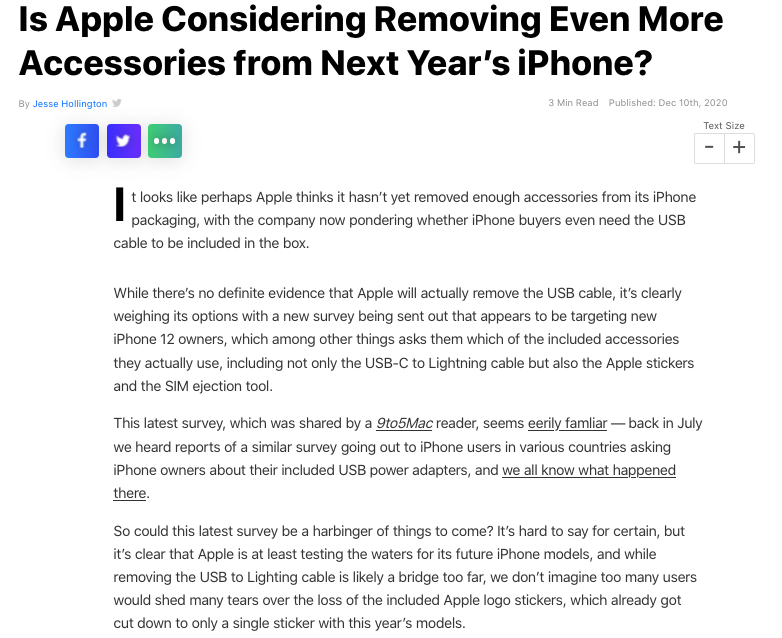 Is Apple Considering Removing Even More
Accessories from Next Year’s iPhone?
By Jesse Hollington
3 Min Read Published: Dec 10th, 2020
Text Size
- +
It looks like perhaps Apple thinks it hasn’t yet removed enough accessories from its iPhone
packaging, with the company now pondering whether iPhone buyers even need the USB
cable to be included in the box.
While there’s no definite evidence that Apple will actually remove the USB cable, it’s clearly
weighing its options with a new survey being sent out that appears to be targeting new
iPhone 12 owners, which among other things asks them which of the included accessories
they actually use, including not only the USB-C to Lightning cable but also the Apple stickers
and the SIM ejection tool.
This latest survey, which was shared by a 9to5Mac reader, seems eerily famliar — back in July
we heard reports of a similar survey going out to iPhone users in various countries asking
iPhone owners about their included USB power adapters, and we all know what happened
there.
So could this latest survey be a harbinger of things to come? It’s hard to say for certain, but
it’s clear that Apple is at least testing the waters for its future iPhone models, and while
removing the USB to Lighting cable is likely a bridge too far, we don’t imagine too many users
would shed many tears over the loss of the included Apple logo stickers, which already got
cut down to only a single sticker with this year’s models.